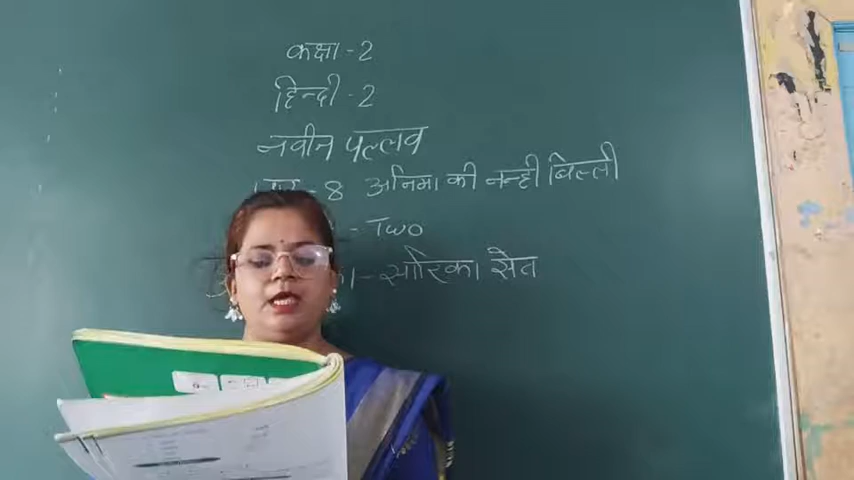 कक्षा - 2
हिन्दी - 2
नवीन पल्लव
- 8 अनिमा की नन्ही बिल्ली
- Two
- सारिका सेत